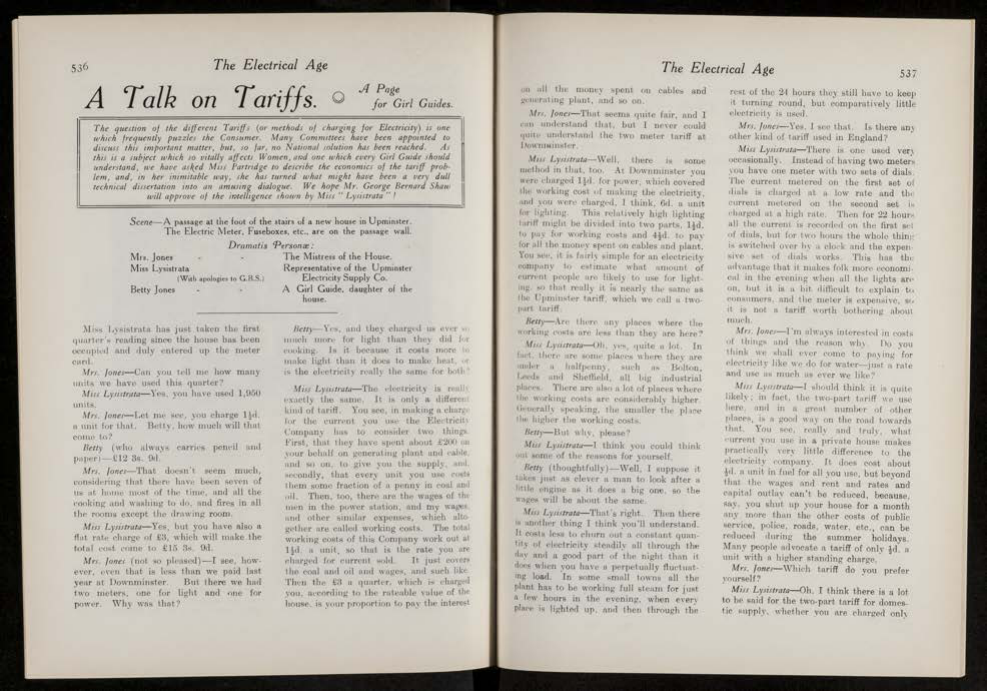 536
The Electrical Age
A Talk on Tariffs.
A Page
for Girl Guides.
The question of the different Tariffs (or methods of charging for Electricity) is one
which frequently puzzles the Consumer. Many Committees have been appointed to
discuss this important matter, but, so far, no National solution has been reached. As
this is a subject which so vitally affects Women, and one which every Girl Guide should
understand, we have asked Miss Partridge to describe the economics of the tariff prob-
lem, and, in her inimitable way, she has turned what might have been a very dull
technical dissertation into an amusing dialogue. We hope Mr. George Bernard Shaw
will approve of the intelligence shown by Miss " Lysistrata " !
Scene—A passage at the foot of the stairs of a new house in Upminster.
The Electric Meter, Fuseboxes, etc., are on the passage wall.
Dramatis Personæ:
Mrs. Jones - - The Mistress of the House.
Miss Lysistrata Representative of the Upminster
(With apologies to G.B.S.) Electricity Supply Co.
Betty Jones - - A Girl Guide, daughter of the
house.
Miss Lysistrata has just taken the first
quarter's reading since the house has been
occupied and duly entered up the meter
card.
Mrs. Jones—Can you tell me how many
units we have used this quarter?
Miss Lysistrata—Yes, you have used 1,950
units.
Mrs. Jones—Let me see, you charge 1½d.
a unit for that. Betty, how much will that
come to?
Betty (who always carries pencil and
paper)—£12 3s. 9d.
Mrs. Jones—That doesn't seem much,
considering that there have been seven of
us at home most of the time, and all the
cooking and washing to do, and fires in all
the rooms except the drawing room.
Miss Lysistrata—Yes, but you have also a
flat rate charge of £3, which will make the
total cost come to £15 3s. 9d.
Mrs. Jones (not so pleased)—I see, how-
ever, even that is less than we paid last
year at Downminster. But there we had
two meters, one for light and one for
power. Why was that?
Betty—Yes, and they charged us ever so
much more for light than they did for
cooking. Is it because it costs more to
make light than it does to make heat, or
is the electricity really the same for both?
Miss Lysistrata—The electricity is really
exactly the same. It is only a different
kind of tariff. You see, in making a charge
for the current you use the Electricity
Company has to consider two things.
First, that they have spent about £200 on
your behalf on generating plant and cable,
and so on, to give you the supply, and,
secondly, that every unit you use costs
them some fraction of a penny in coal and
oil. Then, too, there are the wages of the
men in the power station, and my wages,
and other similar expenses, which alto-
gether are called working costs. The total
working costs of this Company work out at
1½d. a unit, so that is the rate you are
charged for current sold. It just covers
the coal and oil and wages, and such like.
Then the £3 a quarter, which is charged
you, according to the rateable value of the
house, is your proportion to pay the interest
The Electrical Age
537
on all the money spent on cables and
generating plant, and so on.
Mrs. Jones—That seems quite fair, and I
can understand that, but I never could
quite understand the two meter tariff at
Downminster.
Miss Lysistrata—Well, there is some
method in that, too. At Downminster you
were charged 1½d. for power, which covered
the working cost of making the electricity,
and you were charged, I think, 6d. a unit
for lighting. This relatively high lighting
tariff might be divided into two parts, 1½d.
to pay for working costs and 4½d. to pay
for all the money spent on cables and plant.
You see, it is fairly simple for an electricity
company to estimate what amount of
current people are likely to use for light-
ing, so that really it is nearly the same as
the Upminster tariff, which we call a two-
part tariff.
Betty—Are there any places where the
working costs are less than they are here?
Miss Lysistrata—Oh, yes, quite a lot. In
fact, there are some places where they are
under a halfpenny, such as Bolton,
Leeds and Sheffield, all big industrial
places. There are also a lot of places where
the working costs are considerably higher.
Generally speaking, the smaller the place
the higher the working costs.
Betty—But why, please?
Miss Lysistrata—I think you could think
out some of the reasons for yourself.
Betty (thoughtfully)—Well, I suppose it
takes just as clever a man to look after a
little engine as it does a big one, so the
wages will be about the same.
Miss Lysistrata—That's right. Then there
is another thing I think you'll understand.
It costs less to churn out a constant quan-
tity of electricity steadily all through the
day and a good part of the night than it
does when you have a perpetually fluctuat-
ing load. In some small towns all the
plant has to be working full steam for just
a few hours in the evening, when every
place is lighted up, and then through the
rest of the 24 hours they still have to keep
it turning round, but comparatively little
electricity is used.
Mrs. Jones—Yes, I see that. Is there any
other kind of tariff used in England?
Miss Lysistrata—There is one used very
occasionally. Instead of having two meters
you have one meter with two sets of dials.
The current metered on the first set of
dials is charged at a low rate and the
current metered on the second set is
charged at a high rate. Then for 22 hours
all the current is recorded on the first set
of dials, but for two hours the whole thing
is switched over by a clock and the expen-
sive set of dials works. This has the
advantage that it makes folk more economi-
cal in the evening when all the lights are
on, but it is a bit difficult to explain to
consumers, and the meter is expensive, so
it is not a tariff worth bothering about
much.
Mrs. Jones—I'm always interested in costs
of things and the reason why. Do you
think we shall ever come to paying for
electricity like we do for water—just a rate
and use as much as ever we like?
Miss Lysistrata—I should think it is quite
likely; in fact, the two-part tariff we use
here, and in a great number of other
places, is a good way on the road towards
that. You see, really and truly, what
current you use in a private house makes
practically very little difference to the
electricity company. It does cost about
a unit in fuel for all you use, but beyond
that the wages and rent and rates and
capital outlay can't be reduced, because,
say, you shut up your house for a month
any more than the other costs of public
service, police, roads, water, etc., can be
reduced during the summer holidays.
Many people advocate a tariff of only a
unit with a higher standing charge.
Mrs. Jones—Which tariff do you prefer
yourself?
Miss Lysistrata—Oh, I think there is a lot
to be said for the two-part tariff for domes-
tic supply, whether you are charged only